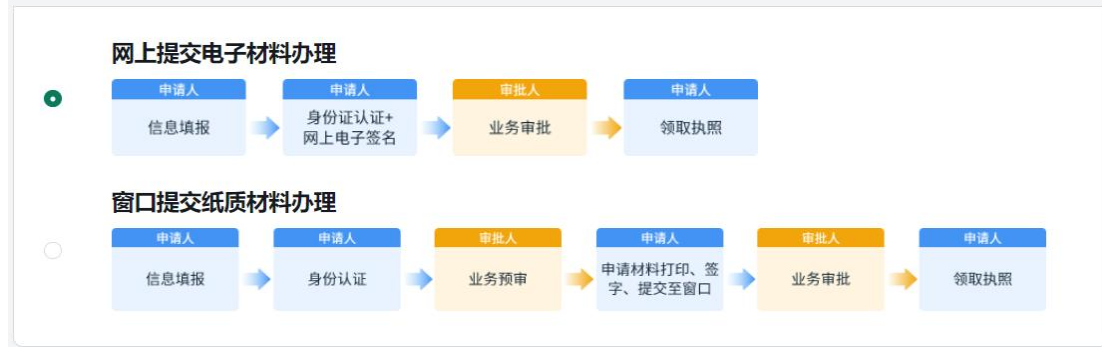 网上提交电子材料办理
申请人 申请人 审批人 申请人
信息填报 身份证认证+
网上电子签名 业务审批 领取执照
窗口提交纸质材料办理
申请人 申请人 审批人 申请人 审批人 申请人
信息填报 身份认证 业务预审 申请材料打印、签
字、提交至窗口 业务审批 领取执照